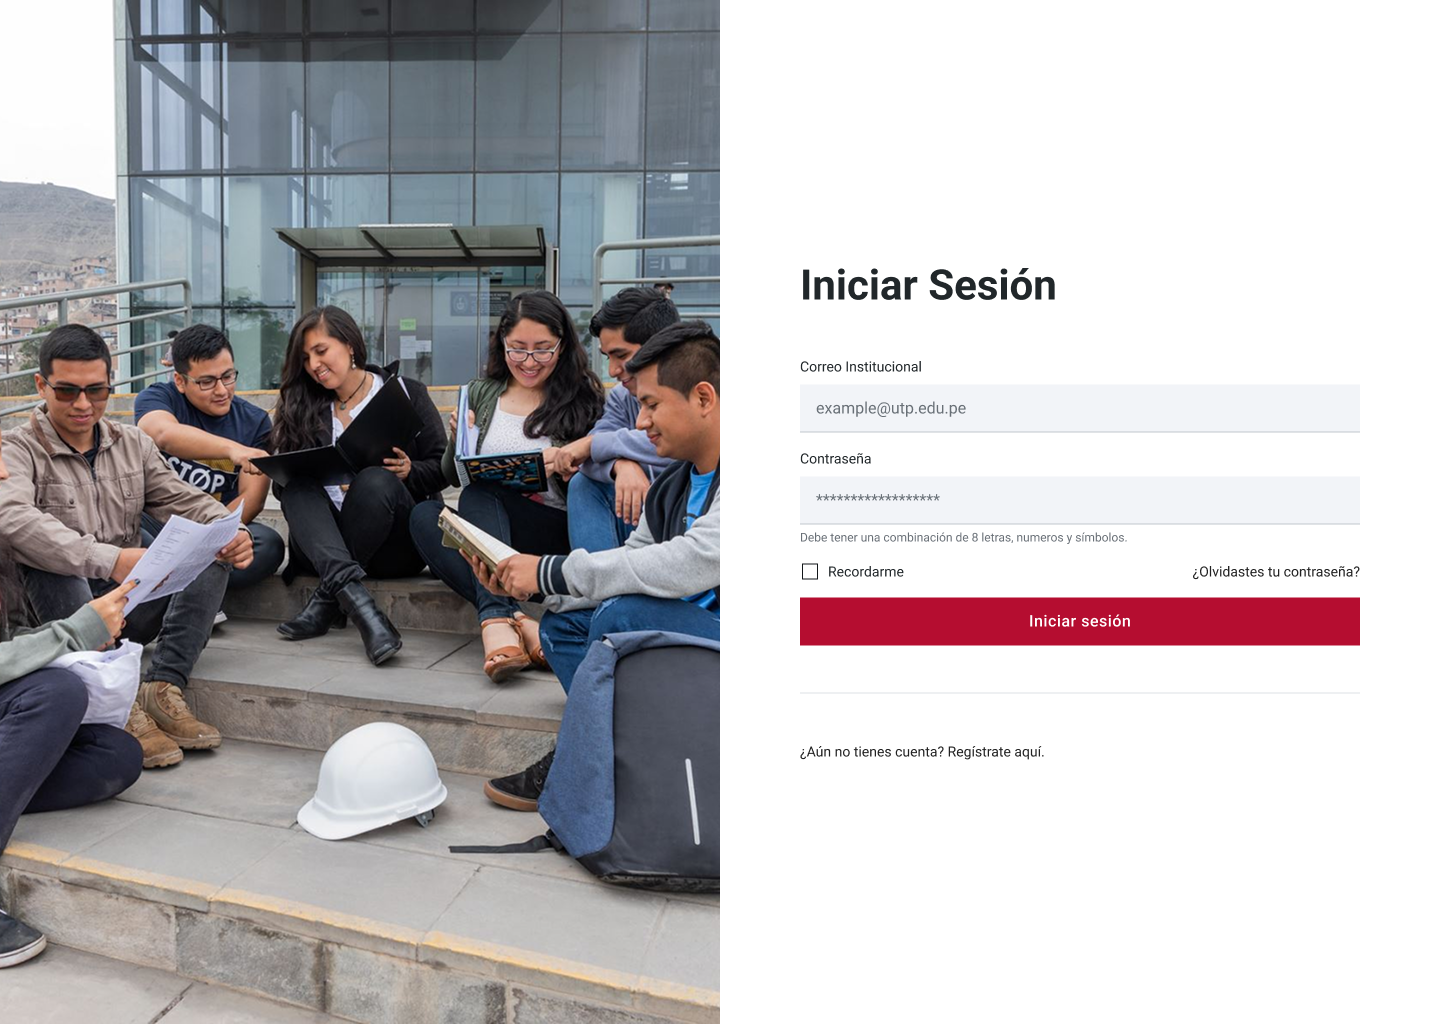 STØP
Iniciar Sesión
Correo Institucional
example@utp.edu.pe
Contraseña
******************
Debe tener una combinación de 8 letras, numeros y símbolos.
Recordarme
¿Olvidastes tu contraseña?
Iniciar sesión
¿Aún no tienes cuenta? Regístrate aquí.